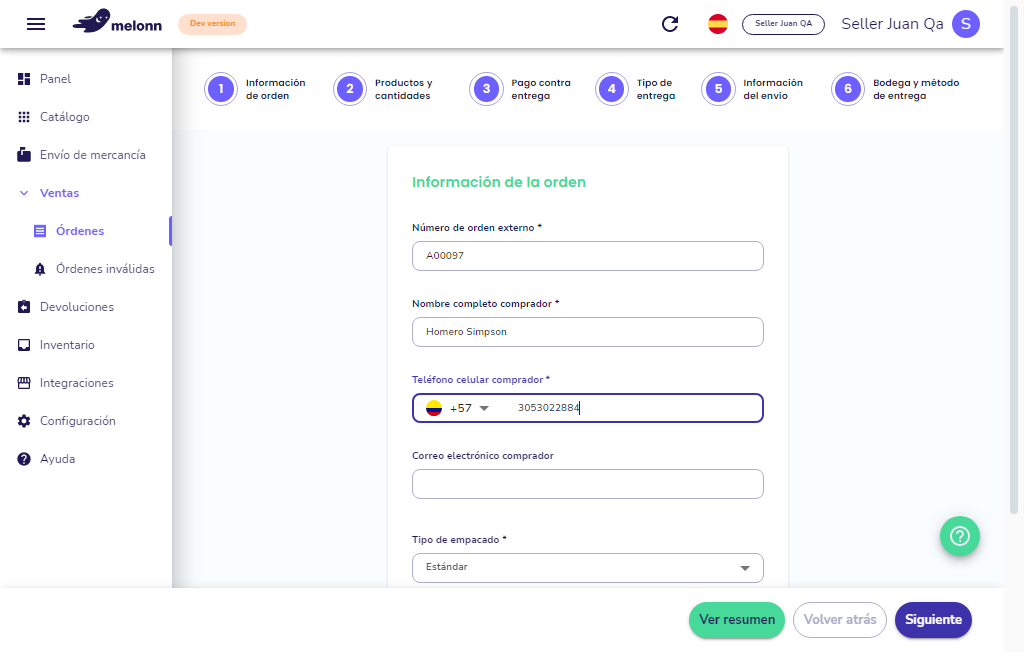 melonn
Dev version
Seller Juan QA
Seller Juan Qa
S
Panel
Catálogo
Envío de mercancía
Ventas
Órdenes
Órdenes inválidas
Devoluciones
Inventario
Integraciones
Configuración
Ayuda
1
Información
de orden
2
Productos y
cantidades
3
Pago contra
entrega
4
Tipo de
entrega
5
Información
del envio
6
Bodega y método
de entrega
Información de la orden
Número de orden externo *
A00097
Nombre completo comprador *
Homero Simpson
Teléfono celular comprador *
+57
3053022884
Correo electrónico comprador
Tipo de empacado *
Estándar
Ver resumen
Volver atrás
Siguiente